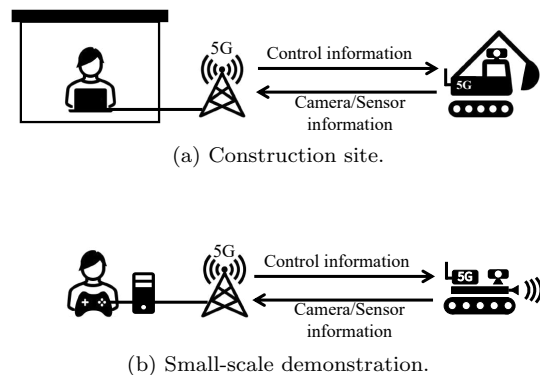 5G
Control information
5G
Camera/Sensor
information
(a) Construction site.
5G
Control information
5G
Camera/Sensor
information
(b) Small-scale demonstration.